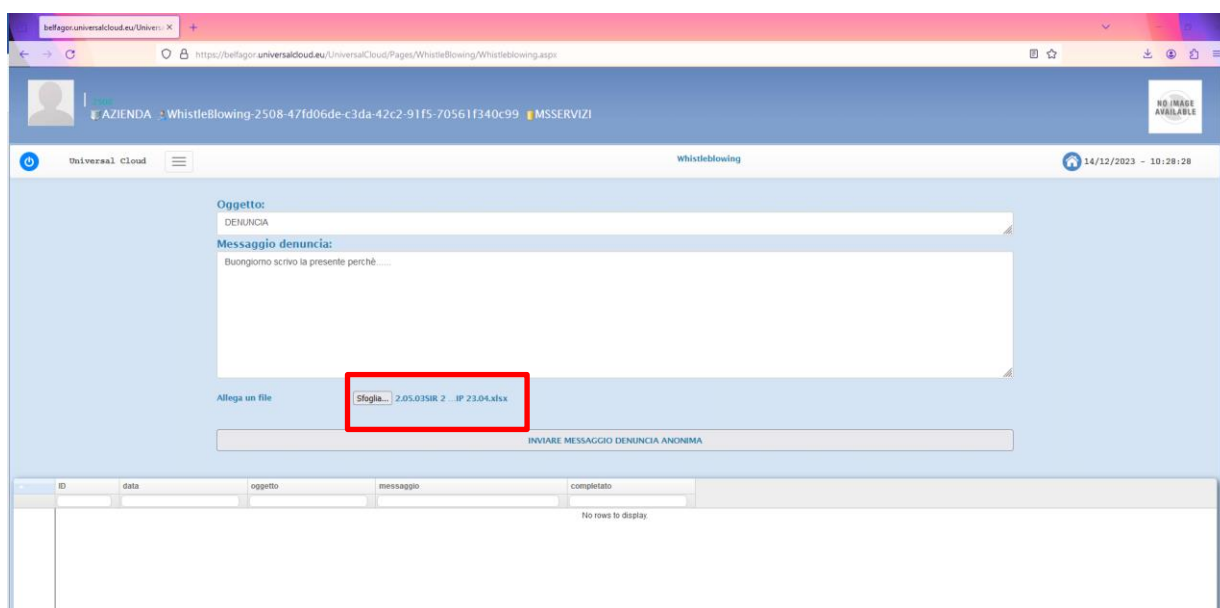 belfagor.universalcloud.eu/Univers
https://belfagor.universalcloud.eu/UniversalCloud/Pages/WhistleBlowing/Whistleblowing.aspx
2508
AZIENDA WhistleBlowing-2508-47fd06de-c3da-42c2-91f5-70561f340c99 MSSERVIZI
NO IMAGE
AVAILABLE
Universal Cloud Whistleblowing 14/12/2023 - 10:28:28
Oggetto:
DENUNCIA
Messaggio denuncia:
Buongiorno scrivo la presente perchè......
Allega un file Sfoglia... 2.05.03SIR 2 ...IP 23.04.xlsx
INVIARE MESSAGGIO DENUNCIA ANONIMA
ID data oggetto messaggio completato
No rows to display.